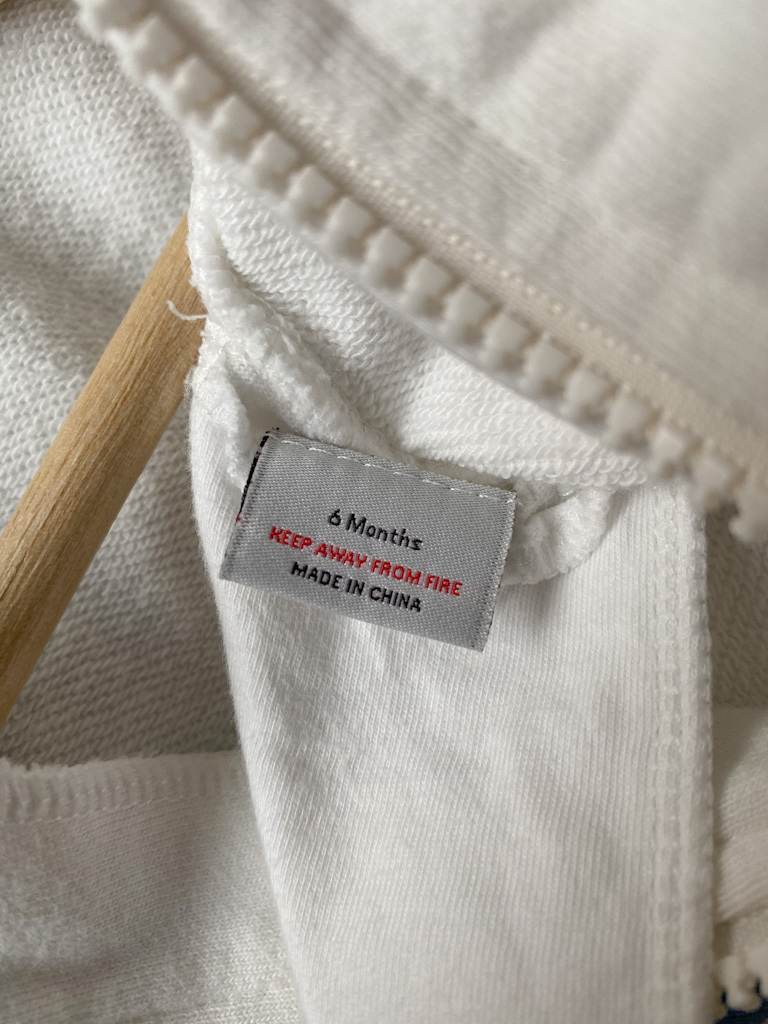 6 Months
KEEP AWAY FROM FIRE
MADE IN CHINA